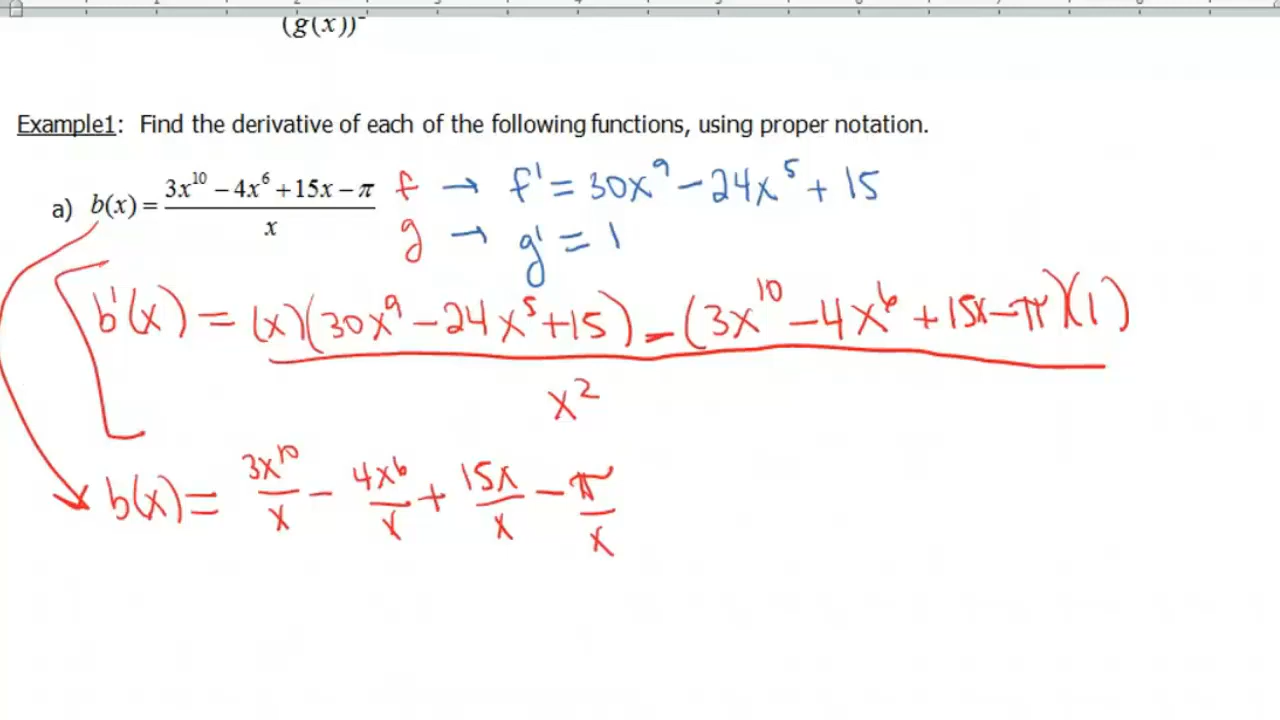 (g(x))²
Example1: Find the derivative of each of the following functions, using proper notation.
a) b(x) = (3x¹⁰ − 4x⁶ + 15x − π)/x
f → f' = 30x⁹ − 24x⁵ + 15
g → g' = 1
b'(x) = ((x)(30x⁹ − 24x⁵ + 15) − (3x¹⁰ − 4x⁶ + 15x − π)(1))/x²
b(x) = 3x¹⁰/x − 4x⁶/x + 15x/x − π/x